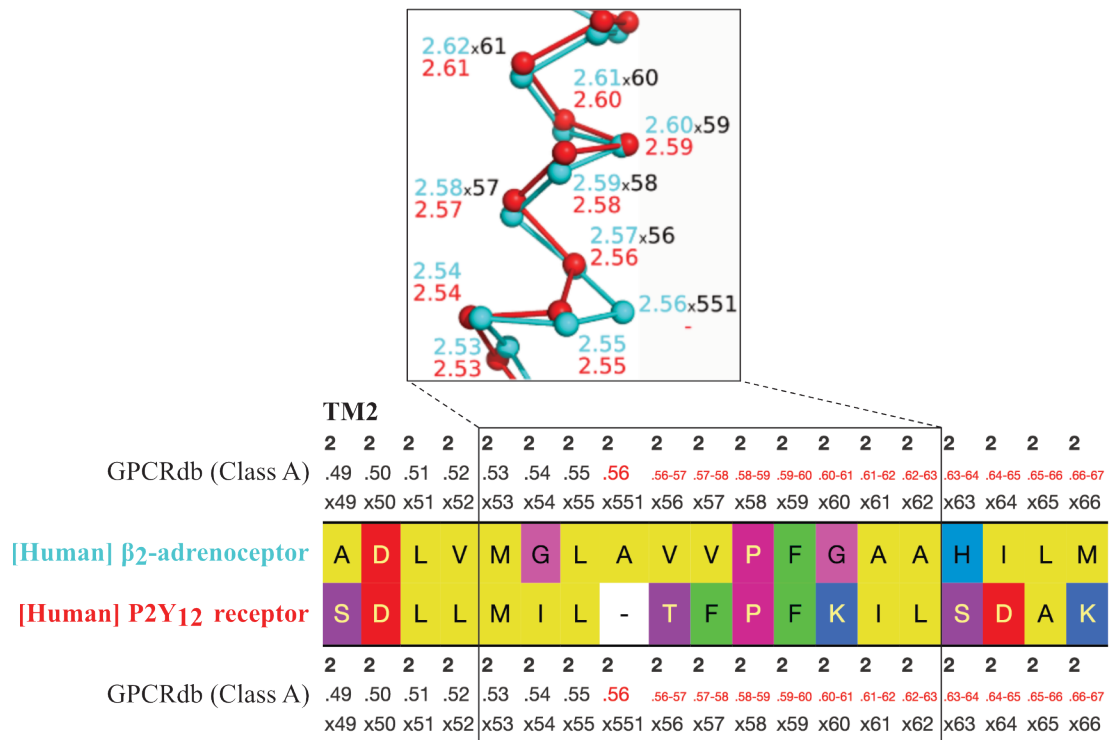 2.62x61
2.61
2.61x60
2.60
2.60x59
2.59
2.58x57
2.57
2.59x58
2.58
2.57x56
2.56
2.54
2.54
2.56x551
-
2.53
2.53
2.55
2.55
TM2
2 2 2 2 2 2 2 2 2 2 2 2 2 2 2 2 2 2 2
GPCRdb (Class A) .49 .50 .51 .52 .53 .54 .55 .56 .56-57 .57-58 .58-59 .59-60 .60-61 .61-62 .62-63 .63-64 .64-65 .65-66 .66-67
x49 x50 x51 x52 x53 x54 x55 x551 x56 x57 x58 x59 x60 x61 x62 x63 x64 x65 x66
[Human] β2-adrenoceptor A D L V M G L A V V P F G A A H I L M
[Human] P2Y12 receptor S D L L M I L - T F P F K I L S D A K
2 2 2 2 2 2 2 2 2 2 2 2 2 2 2 2 2 2 2
GPCRdb (Class A) .49 .50 .51 .52 .53 .54 .55 .56 .56-57 .57-58 .58-59 .59-60 .60-61 .61-62 .62-63 .63-64 .64-65 .65-66 .66-67
x49 x50 x51 x52 x53 x54 x55 x551 x56 x57 x58 x59 x60 x61 x62 x63 x64 x65 x66